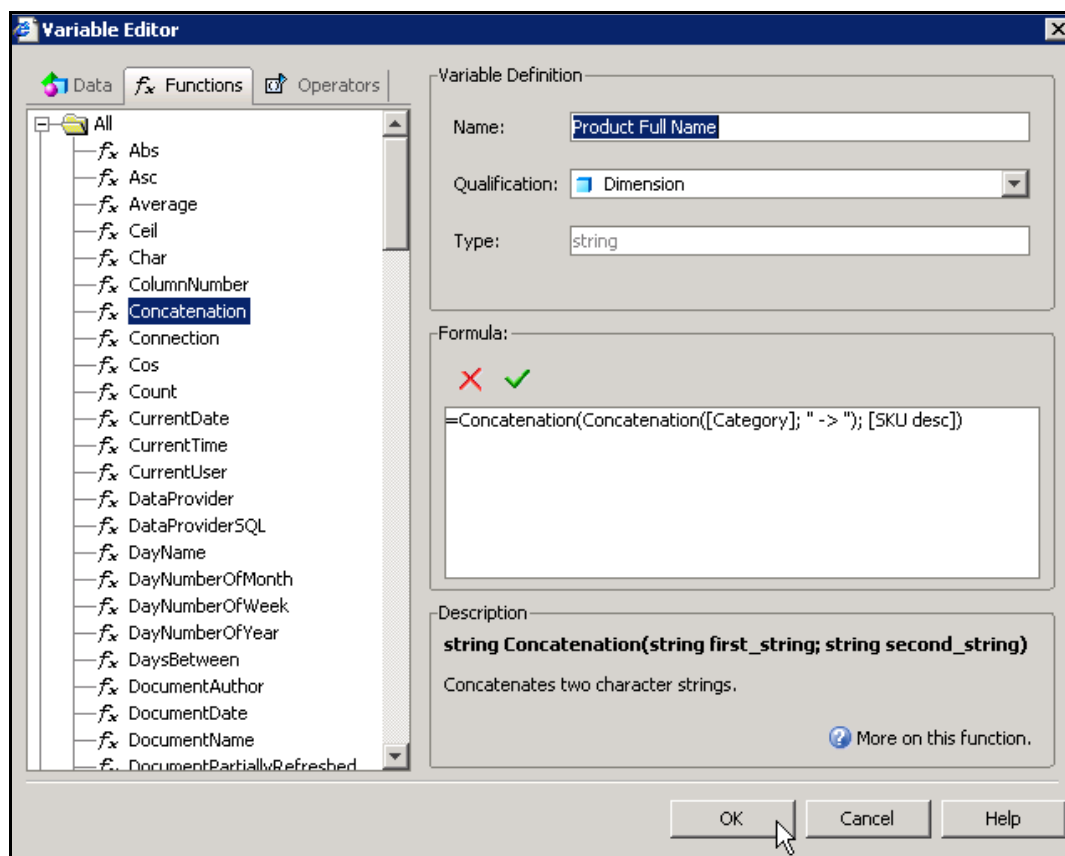 Variable Editor
Data
Functions
Operators
All
Abs
Asc
Average
Ceil
Char
ColumnNumber
Concatenation
Connection
Cos
Count
CurrentDate
CurrentTime
CurrentUser
DataProvider
DataProviderSQL
DayName
DayNumberOfMonth
DayNumberOfWeek
DayNumberOfYear
DaysBetween
DocumentAuthor
DocumentDate
DocumentName
DocumentPartiallyRefreshed
Variable Definition
Name: Product Full Name
Qualification: Dimension
Type: string
Formula:
=Concatenation(Concatenation([Category]; " -> "); [SKU desc])
Description
string Concatenation(string first_string; string second_string)
Concatenates two character strings.
More on this function.
OK Cancel Help